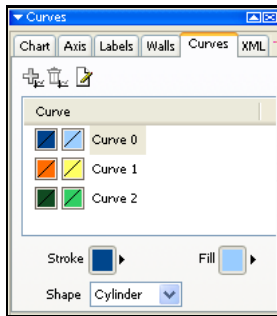 Curves
Chart Axis Labels Walls Curves XML
Curve
Curve 0
Curve 1
Curve 2
Stroke Fill
Shape Cylinder